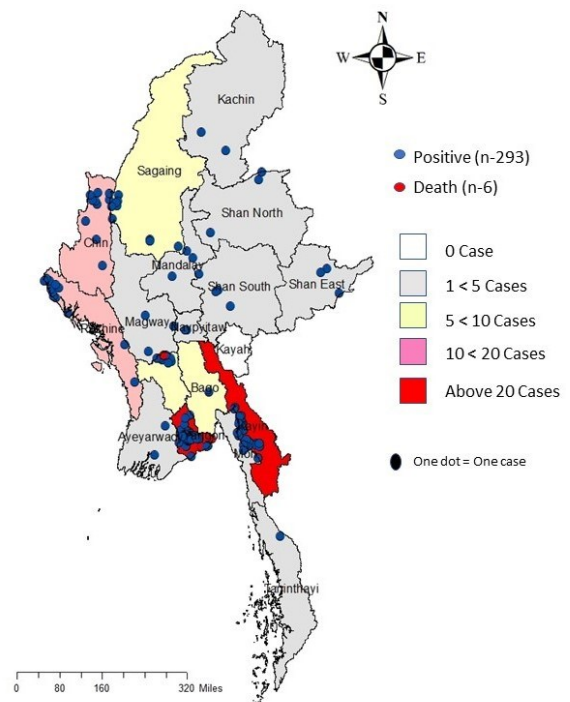 N
W E
S
Kachin
Positive (n-293)
Sagaing
Death (n-6)
Shan North
Chin
0 Case
Mandalay
Shan South
Shan East
1 < 5 Cases
Magway
Naypyitaw
5 < 10 Cases
Kayah
10 < 20 Cases
Bago
Above 20 Cases
Ayeyarwady
Kayin
One dot = One case
Taninthayi
0 80 160 320 Miles